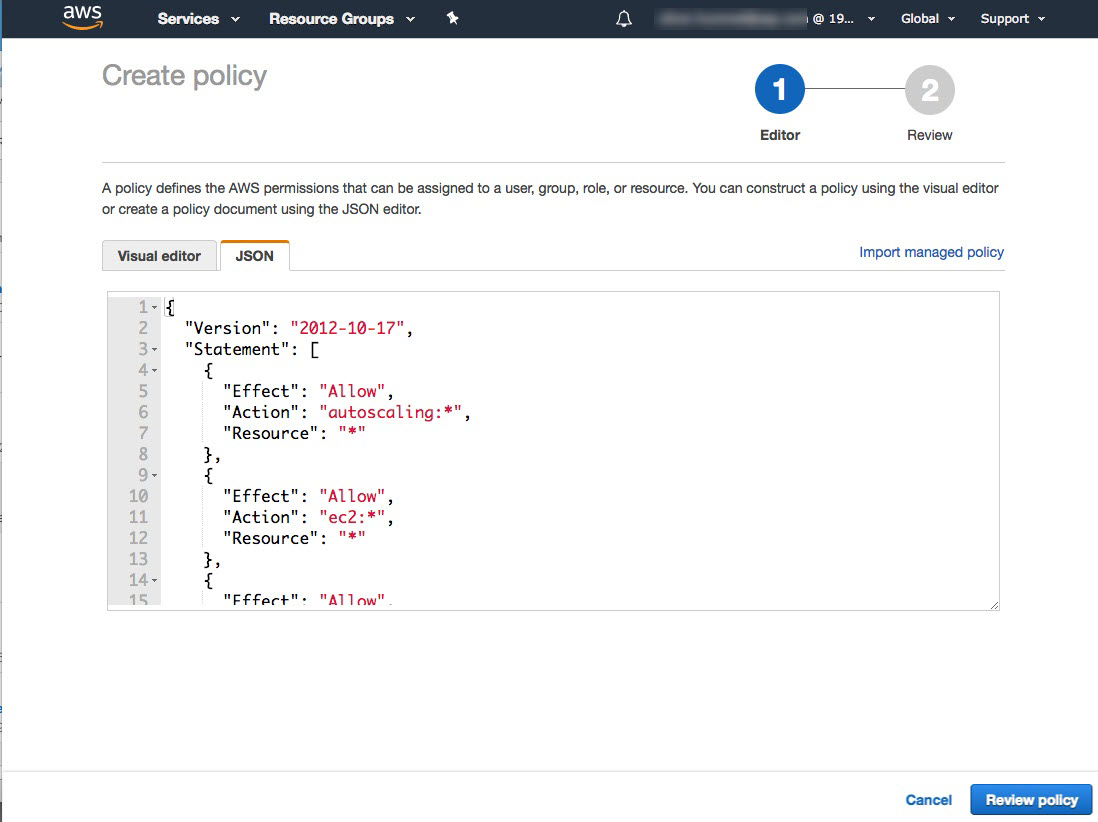 aws Services Resource Groups @ 19... Global Support
Create policy
1 2
Editor Review
A policy defines the AWS permissions that can be assigned to a user, group, role, or resource. You can construct a policy using the visual editor
or create a policy document using the JSON editor.
Visual editor JSON Import managed policy
1 {
2 "Version": "2012-10-17",
3 "Statement": [
4 {
5 "Effect": "Allow",
6 "Action": "autoscaling:*",
7 "Resource": "*"
8 },
9 {
10 "Effect": "Allow",
11 "Action": "ec2:*",
12 "Resource": "*"
13 },
14 {
15 "Effect": "Allow",
Cancel Review policy